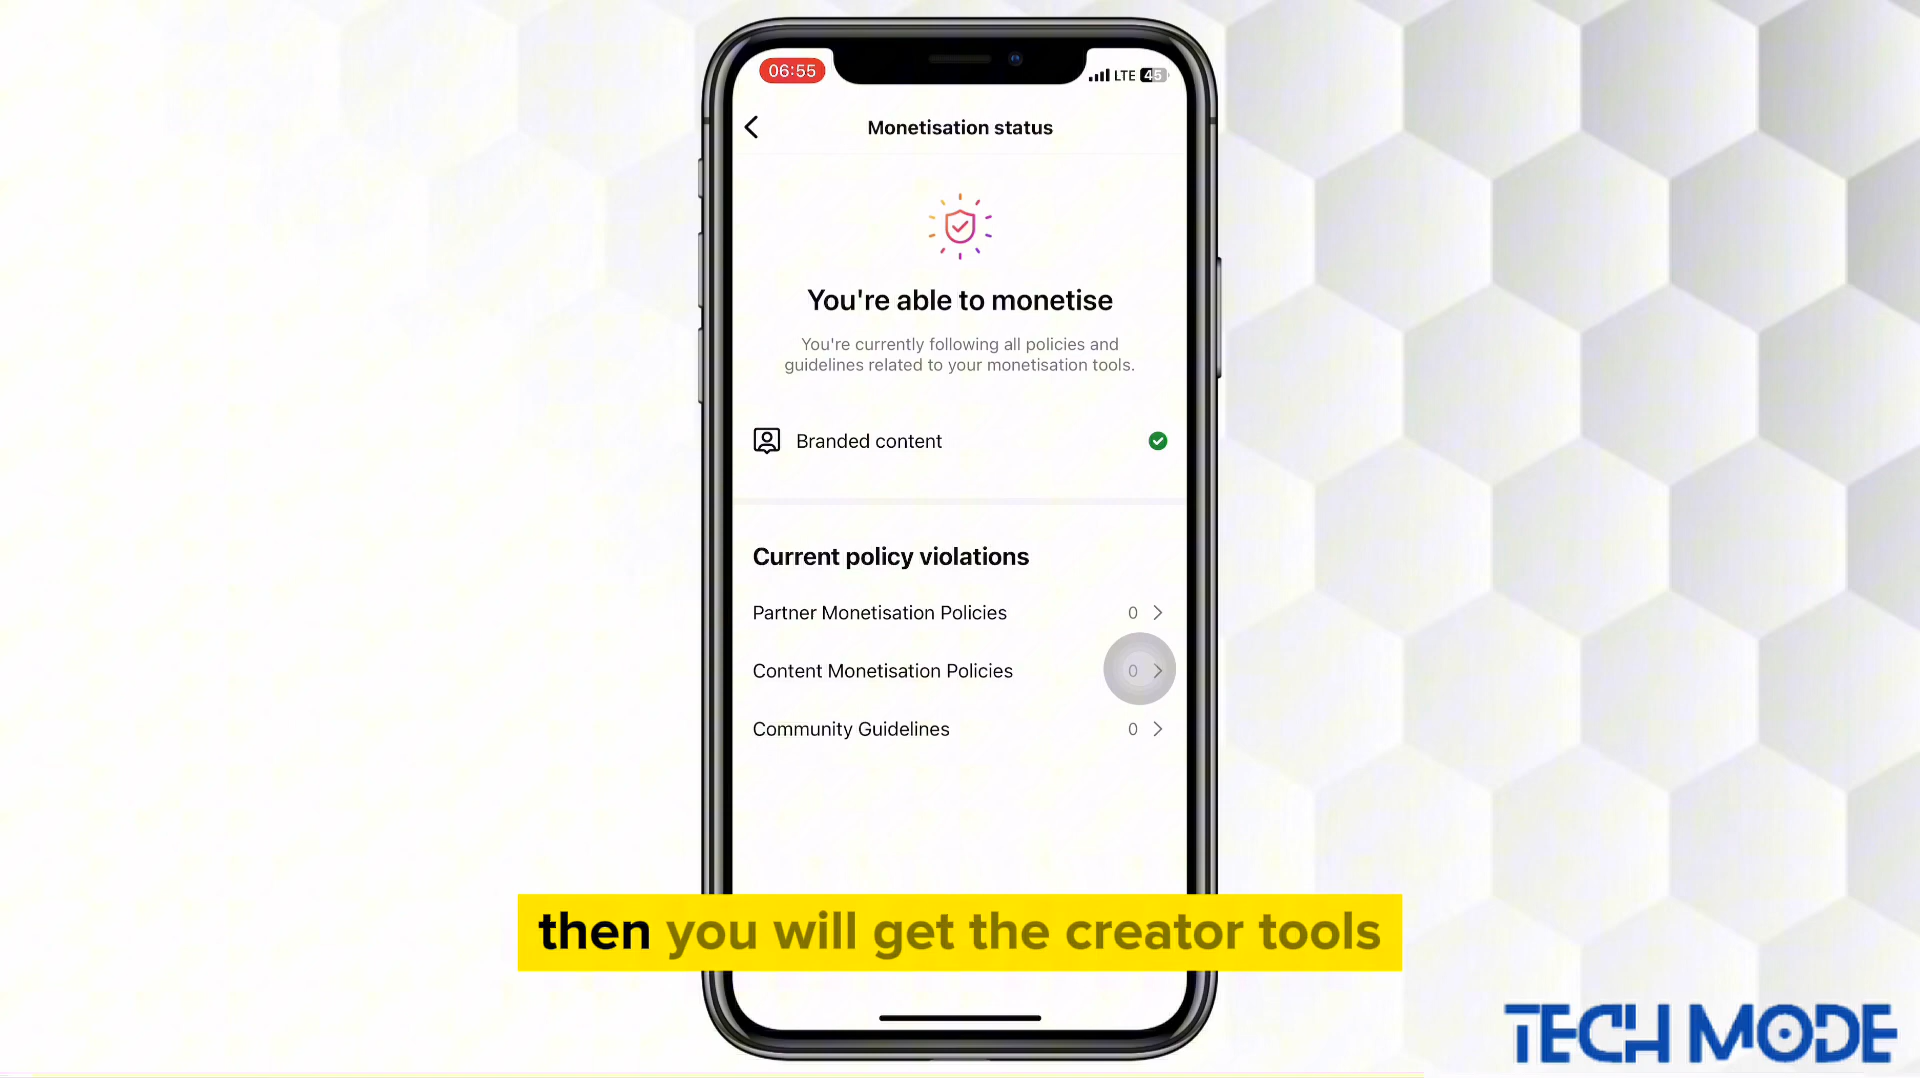 06:55
LTE 45
Monetisation status
You're able to monetise
You're currently following all policies and
guidelines related to your monetisation tools.
Branded content
Current policy violations
Partner Monetisation Policies 0
Content Monetisation Policies 0
Community Guidelines 0
then you will get the creator tools
TECH MODE